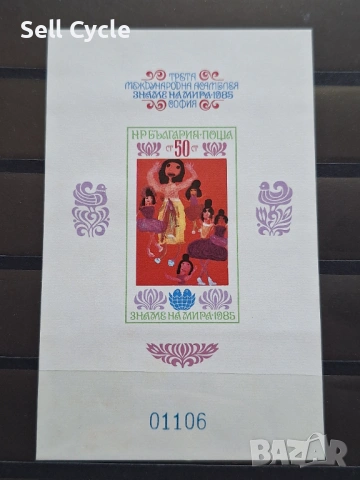 Sell Cycle
ТРЕТА
МЕЖДУНАРОДНА АСАМБЛЕЯ
ЗНАМЕ НА МИРА·1985
СОФИЯ
НР БЪЛГАРИЯ·ПОЩА
СТ 50 СТ
ЗНАМЕ НА МИРА·1985
01106
bazar